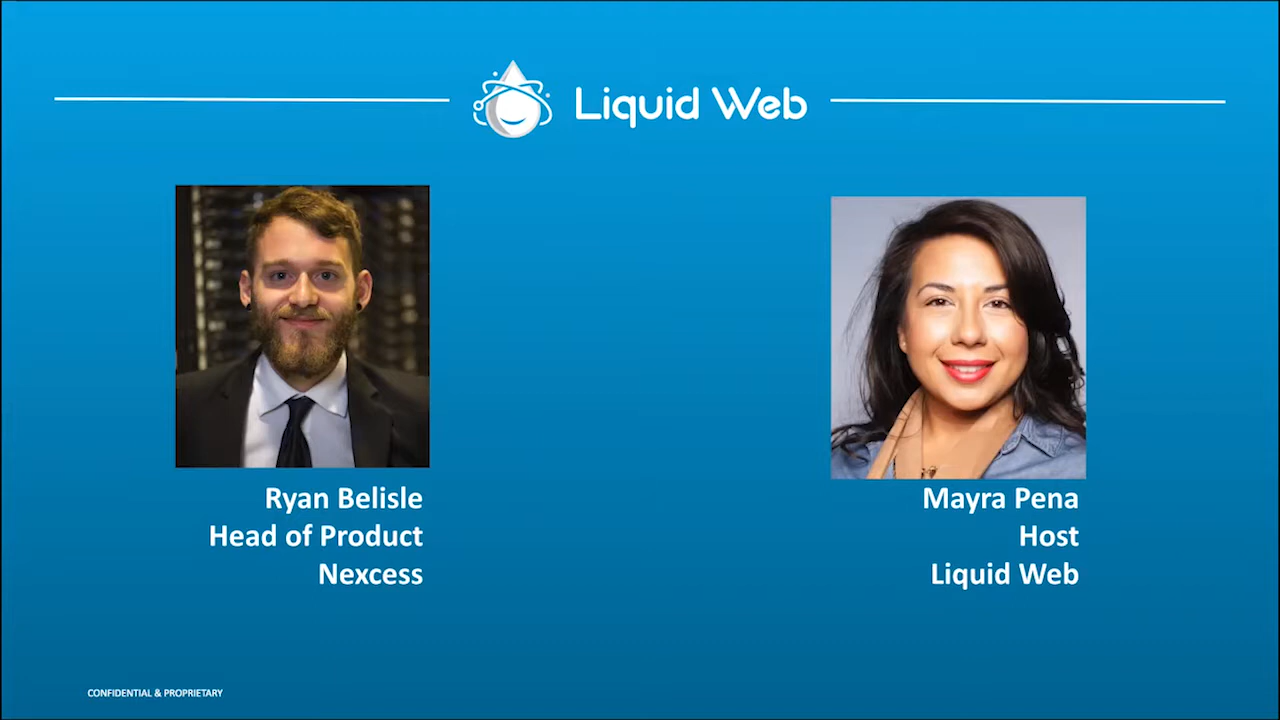 Liquid Web
Ryan Belisle
Head of Product
Nexcess
Mayra Pena
Host
Liquid Web
CONFIDENTIAL & PROPRIETARY